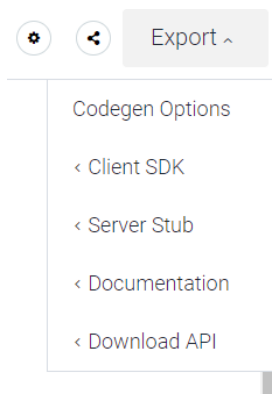 Export
Codegen Options
Client SDK
Server Stub
Documentation
Download API